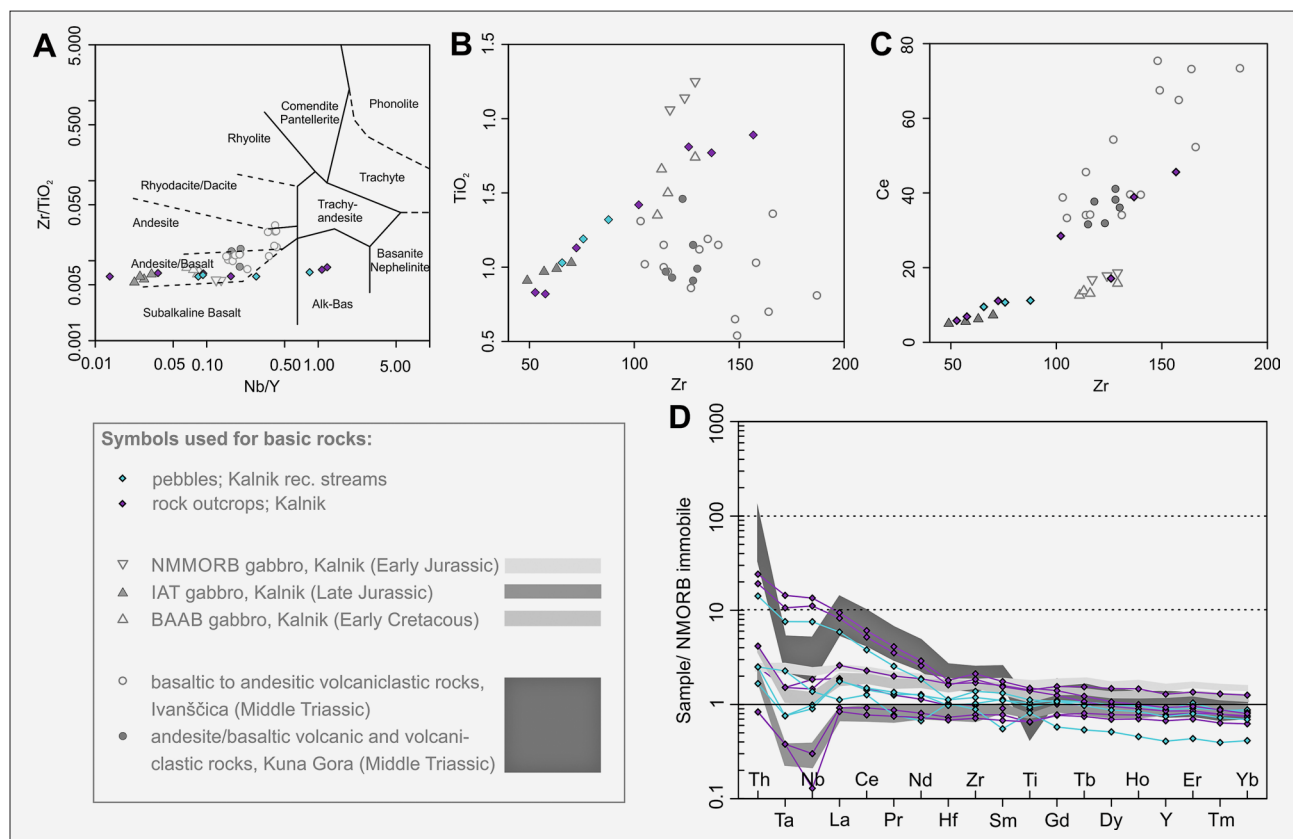 A
5.000
0.500
0.050
0.005
0.001
Zr/TiO2
Phonolite
Comendite
Pantellerite
Rhyolite
Trachyte
Rhyodacite/Dacite
Trachy-
andesite
Andesite
Andesite/Basalt
Basanite
Nephelinite
Subalkaline Basalt
Alk-Bas
0.01
0.05
0.10
0.50
1.00
5.00
Nb/Y
B
1.5
1.0
1.5
1.0
0.5
TiO2
50
100
150
200
Zr
C
80
60
40
20
0
Ce
50
100
150
200
Zr
Symbols used for basic rocks:
pebbles; Kalnik rec. streams
rock outcrops; Kalnik
NMMORB gabbro, Kalnik (Early Jurassic)
IAT gabbro, Kalnik (Late Jurassic)
BAAB gabbro, Kalnik (Early Cretacous)
basaltic to andesitic volcaniclastic rocks,
Ivanščica (Middle Triassic)
andesite/basaltic volcanic and volcani-
clastic rocks, Kuna Gora (Middle Triassic)
D
1000
100
10
1
0.1
Sample/ NMORB immobile
Th
Nb
Ce
Nd
Zr
Ti
Tb
Ho
Er
Yb
Ta
La
Pr
Hf
Sm
Gd
Dy
Y
Tm